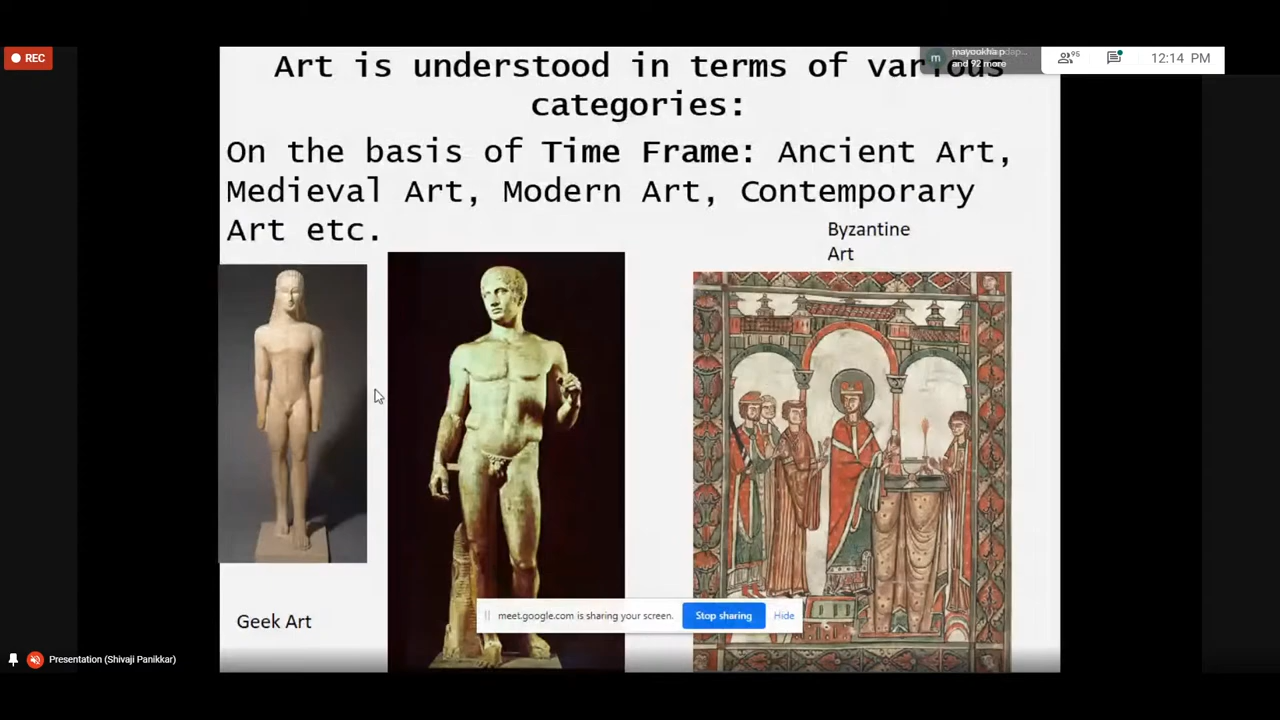 REC
Art is understood in terms of various
categories:
and 92 more
95
12:14 PM
On the basis of Time Frame: Ancient Art,
Medieval Art, Modern Art, Contemporary
Art etc.
Byzantine
Art
Geek Art
meet.google.com is sharing your screen.
Stop sharing
Hide
Presentation (Shivaji Panikkar)